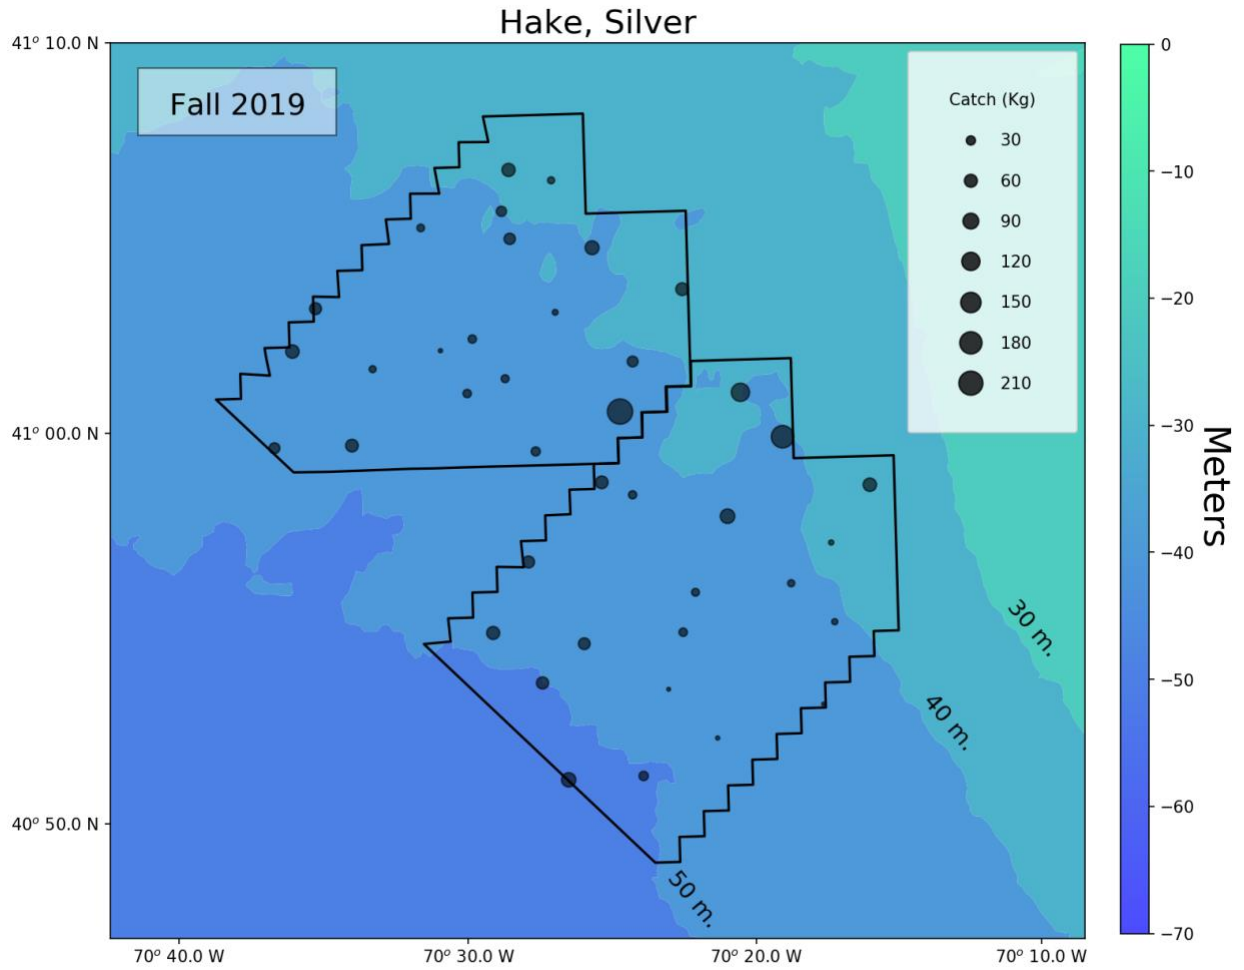 Hake, Silver
41° 10.0 N
41° 00.0 N
40° 50.0 N
Fall 2019
Catch (Kg)
30
60
90
120
150
180
210
30 m.
40 m.
50 m.
70° 40.0 W
70° 30.0 W
70° 20.0 W
70° 10.0 W
0
−10
−20
−30
−40
−50
−60
−70
Meters